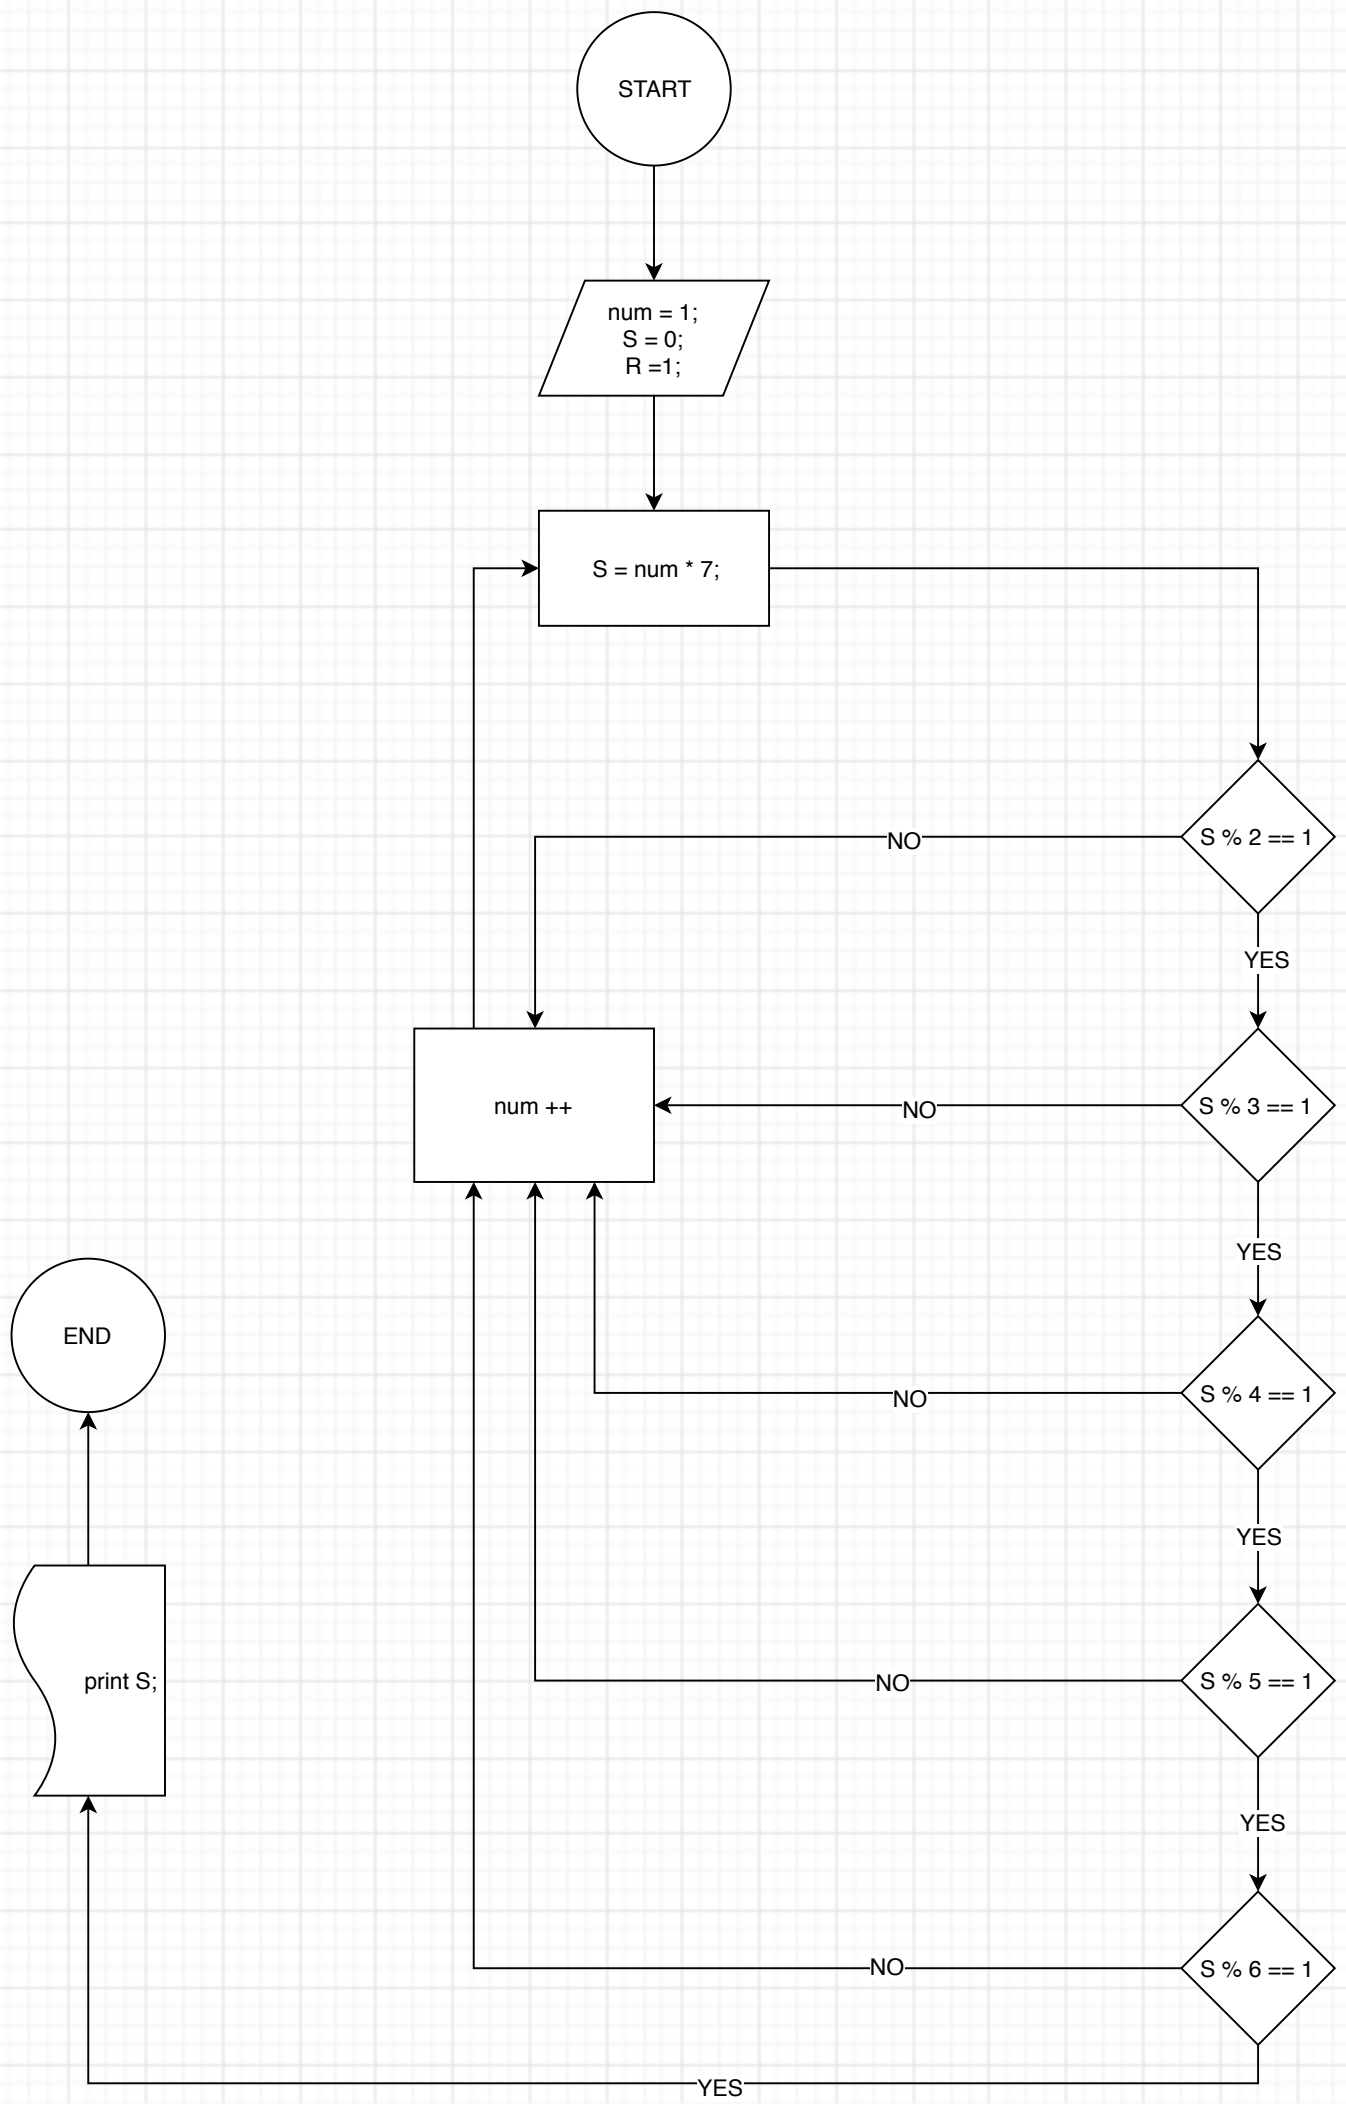 START
num = 1;
S = 0;
R =1;
S = num * 7;
S % 2 == 1
NO
YES
num ++
S % 3 == 1
NO
YES
S % 4 == 1
NO
YES
S % 5 == 1
NO
YES
S % 6 == 1
NO
YES
print S;
END